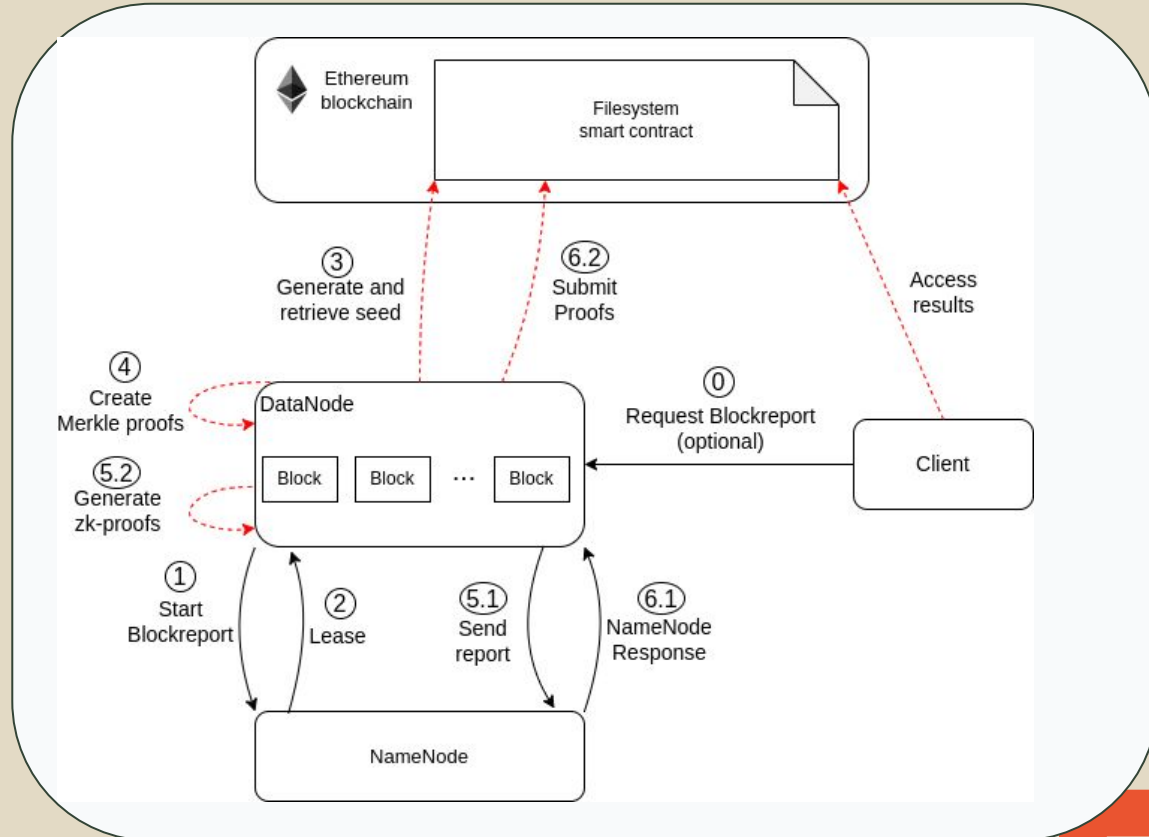 Ethereum
blockchain
Filesystem
smart contract
3
Generate and
retrieve seed
6.2
Submit
Proofs
Access
results
4
Create
Merkle proofs
DataNode
0
Request Blockreport
(optional)
Client
5.2
Generate
zk-proofs
Block
Block
...
Block
1
Start
Blockreport
2
Lease
5.1
Send
report
6.1
NameNode
Response
NameNode